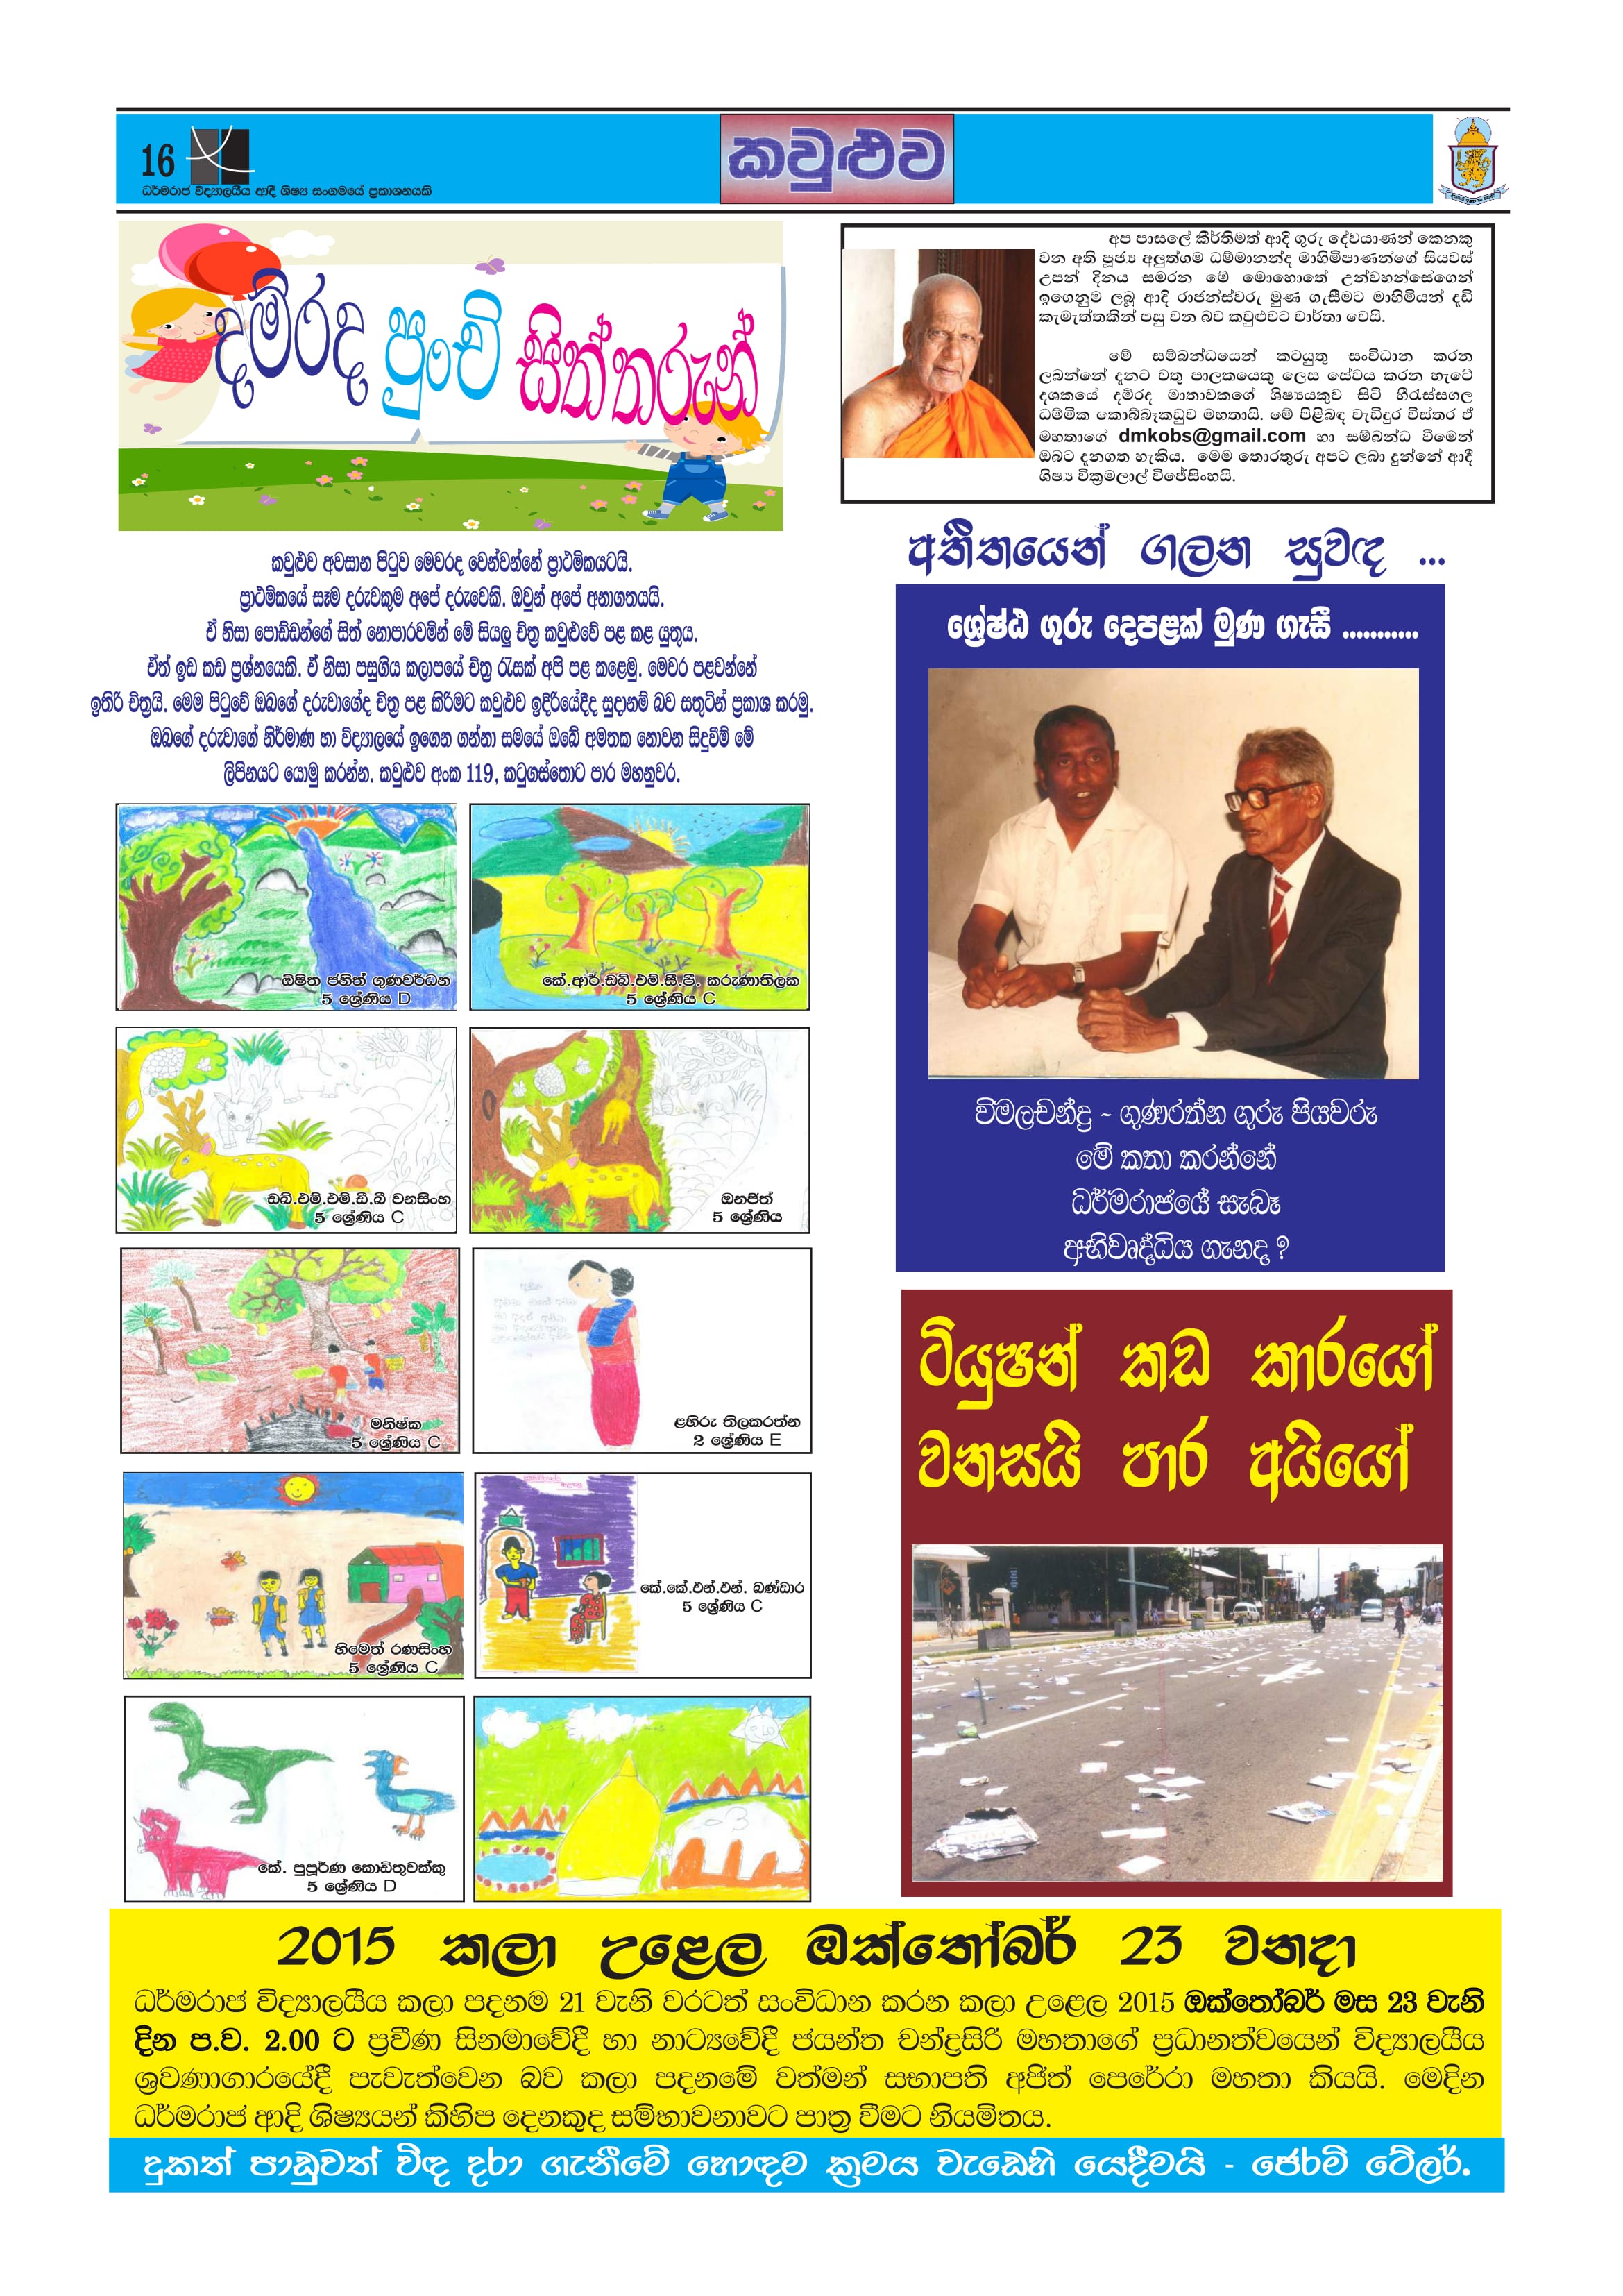 16
ධර්මරාජ විද්‍යාලයීය ආදී ශිෂ්‍ය සංගමයේ ප්‍රකාශනයකි
කවුළුව
දම්රද පුංචි සිත්තරුන්
කවුළුව අවසාන පිටුව මෙවරද වෙන්වන්නේ ප්‍රාථමිකයටයි.
ප්‍රාථමිකයේ සෑම දරුවකුම අපේ දරුවෙකි. ඔවුන් අපේ අනාගතයයි.
ඒ නිසා පොඩ්ඩන්ගේ සිත් නොපාරවමින් මේ සියලු චිත්‍ර කවුළුවේ පළ කළ යුතුය.
ඒත් ඉඩ කඩ ප්‍රශ්නයෙකි. ඒ නිසා පසුගිය කලාපයේ චිත්‍ර රැසක් අපි පළ කළෙමු. මෙවර පළවන්නේ
ඉතිරි චිත්‍රයි. මෙම පිටුවේ ඔබගේ දරුවාගේද චිත්‍ර පළ කිරීමට කවුළුව ඉදිරියේදීද සුදානම් බව සතුටින් ප්‍රකාශ කරමු.
ඔබගේ දරුවාගේ නිර්මාණ හා විද්‍යාලයේ ඉගෙන ගන්නා සමයේ ඔබේ අමතක නොවන සිදුවීම් මේ
ලිපිනයට යොමු කරන්න. කවුළුව අංක 119, කටුගස්තොට පාර මහනුවර.
ඕෂිත ජනිත් ගුණවර්ධන
5 ශ්‍රේණිය D
කේ.ආර්.ඩබ්.එම්.සී.පී. කරුණාතිලක
5 ශ්‍රේණිය C
ඩබ්.එම්.එම්.ඩී.බී වනසිංහ
5 ශ්‍රේණිය C
ඔනජිත්
5 ශ්‍රේණිය
මනිෂ්ක
5 ශ්‍රේණිය C
ළහිරු තිලකරත්න
2 ශ්‍රේණිය E
හිමෙත් රණසිංහ
5 ශ්‍රේණිය C
කේ.කේ.එන්.එන්. බණ්ඩාර
5 ශ්‍රේණිය C
කේ. පුපූර්ණ කොඩිතුවක්කු
5 ශ්‍රේණිය D
අප පාසලේ කීර්තිමත් ආදි ගුරු දේවයාණන් කෙනකු
වන අති පූජ්‍ය අලුත්ගම ධම්මානන්ද මාහිමිපාණන්ගේ සියවස්
උපන් දිනය සමරන මේ මොහොතේ උන්වහන්සේගෙන්
ඉගෙනුම ලබූ ආදි රාජන්ස්වරු මුණ ගැසීමට මාහිමියන් දැඩි
කැමැත්තකින් පසු වන බව කවුළුවට වාර්තා වෙයි.
මේ සම්බන්ධයෙන් කටයුතු සංවිධාන කරන
ලබන්නේ දැනට වතු පාලකයෙකු ලෙස සේවය කරන හැටේ
දශකයේ දම්රද මාතාවකගේ ශිෂ්‍යයකුව සිටි හීරැස්සගල
ධම්මික කොබ්බෑකඩුව මහතායි. මේ පිළිබඳ වැඩිදුර විස්තර ඒ
මහතාගේ dmkobs@gmail.com හා සම්බන්ධ වීමෙන්
ඔබට දැනගත හැකිය. මෙම තොරතුරු අපට ලබා දුන්නේ ආදී
ශිෂ්‍ය වික්‍රමලාල් විජේසිංහයි.
අතීතයෙන් ගලන සුවඳ ...
ශ්‍රේෂ්ඨ ගුරු දෙපළක් මුණ ගැසී ...........
විමලචන්ද්‍ර ~ ගුණරත්න ගුරු පියවරු
මේ කතා කරන්නේ
ධර්මරාජයේ සැබෑ
අභිවෘද්ධිය ගැනද ?
ටියුෂන් කඩ කාරයෝ
වනසයි පාර අයියෝ
2015 කලා උළෙල ඔක්තෝබර් 23 වනදා
ධර්මරාජ විද්‍යාලයීය කලා පදනම 21 වැනි වරටත් සංවිධාන කරන කලා උළෙල 2015 ඔක්තෝබර් මස 23 වැනි
දින ප.ව. 2.00 ට ප්‍රවීණ සිනමාවේදී හා නාට්‍යවේදී ජයන්ත චන්ද්‍රසිරි මහතාගේ ප්‍රධානත්වයෙන් විද්‍යාලයීය
ශ්‍රවණාගාරයේදී පැවැත්වෙන බව කලා පදනමේ වත්මන් සභාපති අජිත් පෙරේරා මහතා කියයි. මෙදින
ධර්මරාජ ආදි ශිෂ්‍යයන් කිහිප දෙනකුද සම්භාවනාවට පාත්‍ර වීමට නියමිතය.
දුකත් පාඩුවත් විඳ දරා ගැනීමේ හොඳම ක්‍රමය වැඩෙහි යෙදීමයි - ජෙරමි ටේලර්.